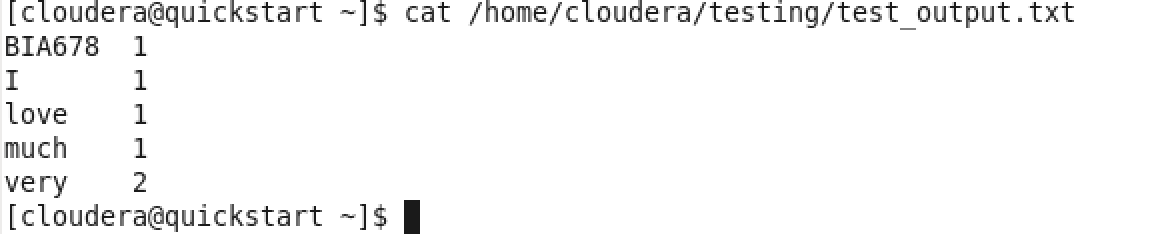 [cloudera@quickstart ~]$ cat /home/cloudera/testing/test_output.txt
BIA678  1
I       1
love    1
much    1
very    2
[cloudera@quickstart ~]$